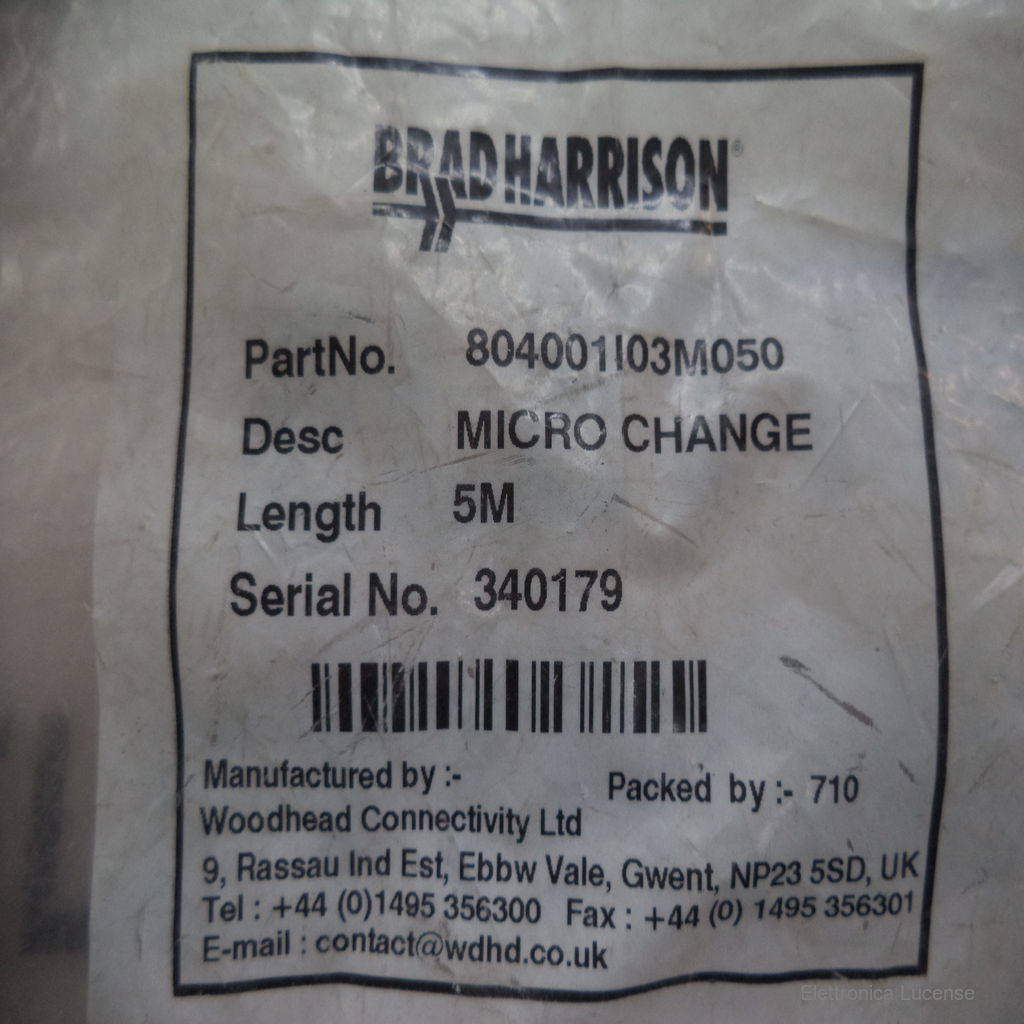 BRADHARRISON®
PartNo. 804001I03M050
Desc MICRO CHANGE
Length 5M
Serial No. 340179
Manufactured by :-
Packed by :- 710
Woodhead Connectivity Ltd
9, Rassau Ind Est, Ebbw Vale, Gwent, NP23 5SD, UK
Tel : +44 (0)1495 356300 Fax : +44 (0) 1495 356301
E-mail : contact@wdhd.co.uk
Elettronica Lucense